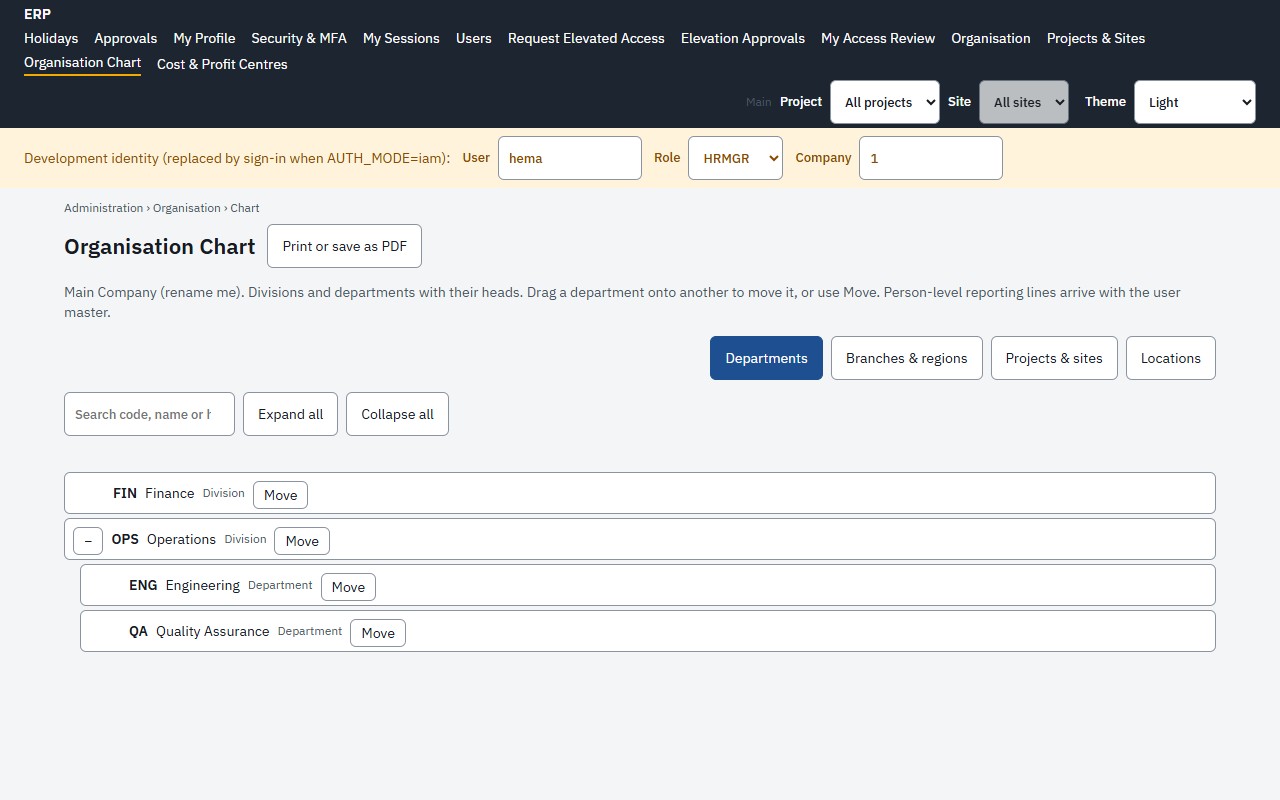 ERP
Holidays Approvals My Profile Security & MFA My Sessions Users Request Elevated Access Elevation Approvals My Access Review Organisation Projects & Sites
Organisation Chart Cost & Profit Centres
Main Project All projects Site All sites Theme Light
Development identity (replaced by sign-in when AUTH_MODE=iam): User hema Role HRMGR Company 1
Administration › Organisation › Chart
Organisation Chart Print or save as PDF
Main Company (rename me). Divisions and departments with their heads. Drag a department onto another to move it, or use Move. Person-level reporting lines arrive with the user
master.
Departments Branches & regions Projects & sites Locations
Search code, name or h Expand all Collapse all
FIN Finance Division Move
– OPS Operations Division Move
ENG Engineering Department Move
QA Quality Assurance Department Move